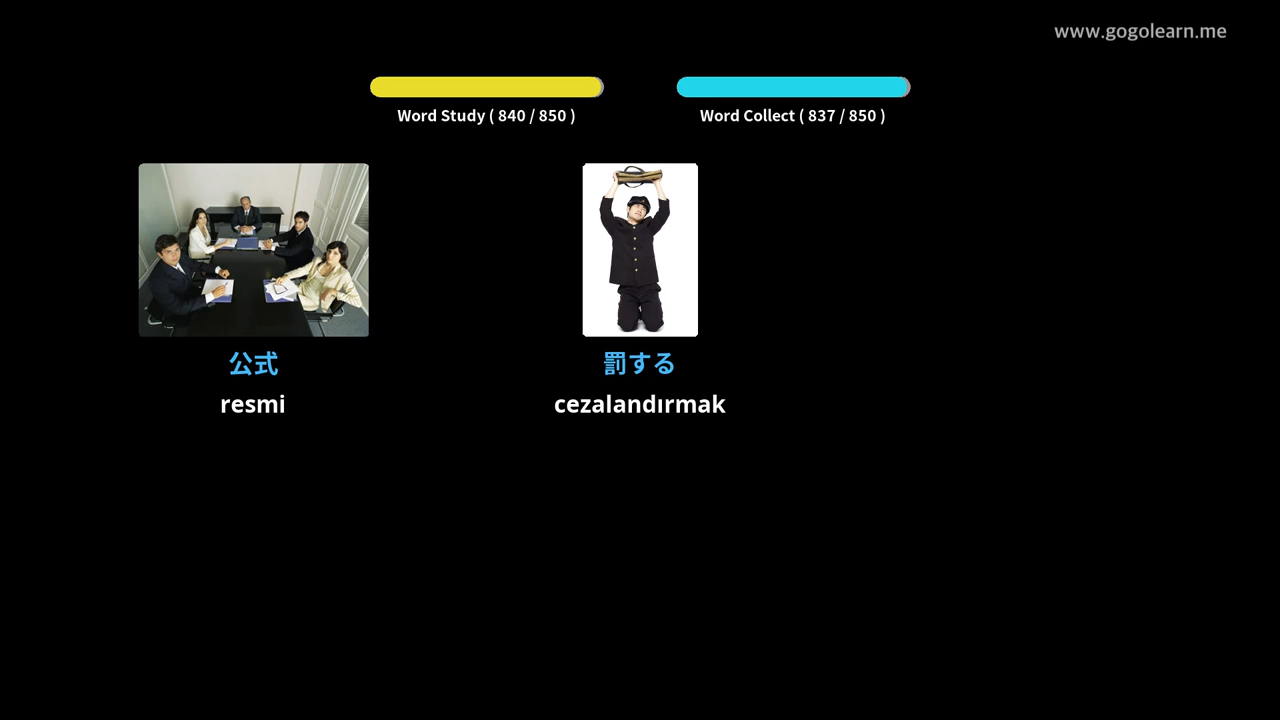 www.gogolearn.me
Word Study ( 840 / 850 )
Word Collect ( 837 / 850 )
公式
罰する
resmi
cezalandırmak